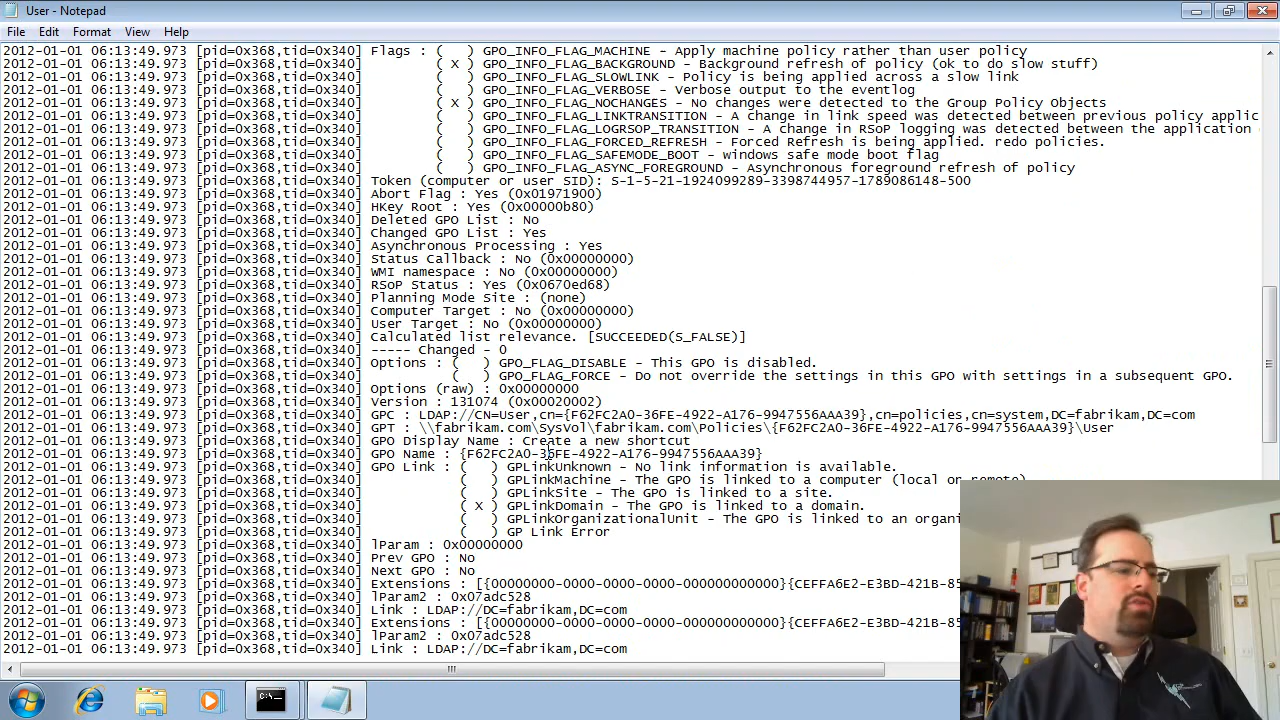 User - Notepad
File Edit Format View Help
2012-01-01 06:13:49.973 [pid=0x368,tid=0x340] Flags : ( ) GPO_INFO_FLAG_MACHINE - Apply machine policy rather than user policy
2012-01-01 06:13:49.973 [pid=0x368,tid=0x340] ( X ) GPO_INFO_FLAG_BACKGROUND - Background refresh of policy (ok to do slow stuff)
2012-01-01 06:13:49.973 [pid=0x368,tid=0x340] ( ) GPO_INFO_FLAG_SLOWLINK - Policy is being applied across a slow link
2012-01-01 06:13:49.973 [pid=0x368,tid=0x340] ( ) GPO_INFO_FLAG_VERBOSE - Verbose output to the eventlog
2012-01-01 06:13:49.973 [pid=0x368,tid=0x340] ( X ) GPO_INFO_FLAG_NOCHANGES - No changes were detected to the Group Policy Objects
2012-01-01 06:13:49.973 [pid=0x368,tid=0x340] ( ) GPO_INFO_FLAG_LINKTRANSITION - A change in link speed was detected between previous policy applic
2012-01-01 06:13:49.973 [pid=0x368,tid=0x340] ( ) GPO_INFO_FLAG_LOGRSOP_TRANSITION - A change in RSoP logging was detected between the application
2012-01-01 06:13:49.973 [pid=0x368,tid=0x340] ( ) GPO_INFO_FLAG_FORCED_REFRESH - Forced Refresh is being applied. redo policies.
2012-01-01 06:13:49.973 [pid=0x368,tid=0x340] ( ) GPO_INFO_FLAG_SAFEMODE_BOOT - windows safe mode boot flag
2012-01-01 06:13:49.973 [pid=0x368,tid=0x340] ( ) GPO_INFO_FLAG_ASYNC_FOREGROUND - Asynchronous foreground refresh of policy
2012-01-01 06:13:49.973 [pid=0x368,tid=0x340] Token (computer or user SID): S-1-5-21-1924099289-3398744957-1789086148-500
2012-01-01 06:13:49.973 [pid=0x368,tid=0x340] Abort Flag : Yes (0x01971900)
2012-01-01 06:13:49.973 [pid=0x368,tid=0x340] HKey Root : Yes (0x00000b80)
2012-01-01 06:13:49.973 [pid=0x368,tid=0x340] Deleted GPO List : No
2012-01-01 06:13:49.973 [pid=0x368,tid=0x340] Changed GPO List : Yes
2012-01-01 06:13:49.973 [pid=0x368,tid=0x340] Asynchronous Processing : Yes
2012-01-01 06:13:49.973 [pid=0x368,tid=0x340] Status Callback : No (0x00000000)
2012-01-01 06:13:49.973 [pid=0x368,tid=0x340] WMI namespace : No (0x00000000)
2012-01-01 06:13:49.973 [pid=0x368,tid=0x340] RSoP Status : Yes (0x0670ed68)
2012-01-01 06:13:49.973 [pid=0x368,tid=0x340] Planning Mode Site : (none)
2012-01-01 06:13:49.973 [pid=0x368,tid=0x340] Computer Target : No (0x00000000)
2012-01-01 06:13:49.973 [pid=0x368,tid=0x340] User Target : No (0x00000000)
2012-01-01 06:13:49.973 [pid=0x368,tid=0x340] Calculated list relevance. [SUCCEEDED(S_FALSE)]
2012-01-01 06:13:49.973 [pid=0x368,tid=0x340] ----- Changed - 0
2012-01-01 06:13:49.973 [pid=0x368,tid=0x340] Options : ( ) GPO_FLAG_DISABLE - This GPO is disabled.
2012-01-01 06:13:49.973 [pid=0x368,tid=0x340] ( ) GPO_FLAG_FORCE - Do not override the settings in this GPO with settings in a subsequent GPO.
2012-01-01 06:13:49.973 [pid=0x368,tid=0x340] Options (raw) : 0x00000000
2012-01-01 06:13:49.973 [pid=0x368,tid=0x340] Version : 131074 (0x00020002)
2012-01-01 06:13:49.973 [pid=0x368,tid=0x340] GPC : LDAP://CN=User,cn={F62FC2A0-36FE-4922-A176-9947556AAA39},cn=policies,cn=system,DC=fabrikam,DC=com
2012-01-01 06:13:49.973 [pid=0x368,tid=0x340] GPT : \\fabrikam.com\SysVol\fabrikam.com\Policies\{F62FC2A0-36FE-4922-A176-9947556AAA39}\User
2012-01-01 06:13:49.973 [pid=0x368,tid=0x340] GPO Display Name : Create a new shortcut
2012-01-01 06:13:49.973 [pid=0x368,tid=0x340] GPO Name : {F62FC2A0-36FE-4922-A176-9947556AAA39}
2012-01-01 06:13:49.973 [pid=0x368,tid=0x340] GPO Link : ( ) GPLinkUnknown - No link information is available.
2012-01-01 06:13:49.973 [pid=0x368,tid=0x340] ( ) GPLinkMachine - The GPO is linked to a computer (local or remote)
2012-01-01 06:13:49.973 [pid=0x368,tid=0x340] ( ) GPLinkSite - The GPO is linked to a site.
2012-01-01 06:13:49.973 [pid=0x368,tid=0x340] ( X ) GPLinkDomain - The GPO is linked to a domain.
2012-01-01 06:13:49.973 [pid=0x368,tid=0x340] ( ) GPLinkOrganizationalUnit - The GPO is linked to an organi
2012-01-01 06:13:49.973 [pid=0x368,tid=0x340] ( ) GP Link Error
2012-01-01 06:13:49.973 [pid=0x368,tid=0x340] lParam : 0x00000000
2012-01-01 06:13:49.973 [pid=0x368,tid=0x340] Prev GPO : No
2012-01-01 06:13:49.973 [pid=0x368,tid=0x340] Next GPO : No
2012-01-01 06:13:49.973 [pid=0x368,tid=0x340] Extensions : [{00000000-0000-0000-0000-000000000000}{CEFFA6E2-E3BD-421B-85
2012-01-01 06:13:49.973 [pid=0x368,tid=0x340] lParam2 : 0x07adc528
2012-01-01 06:13:49.973 [pid=0x368,tid=0x340] Link : LDAP://DC=fabrikam,DC=com
2012-01-01 06:13:49.973 [pid=0x368,tid=0x340] Extensions : [{00000000-0000-0000-0000-000000000000}{CEFFA6E2-E3BD-421B-85
2012-01-01 06:13:49.973 [pid=0x368,tid=0x340] lParam2 : 0x07adc528
2012-01-01 06:13:49.973 [pid=0x368,tid=0x340] Link : LDAP://DC=fabrikam,DC=com